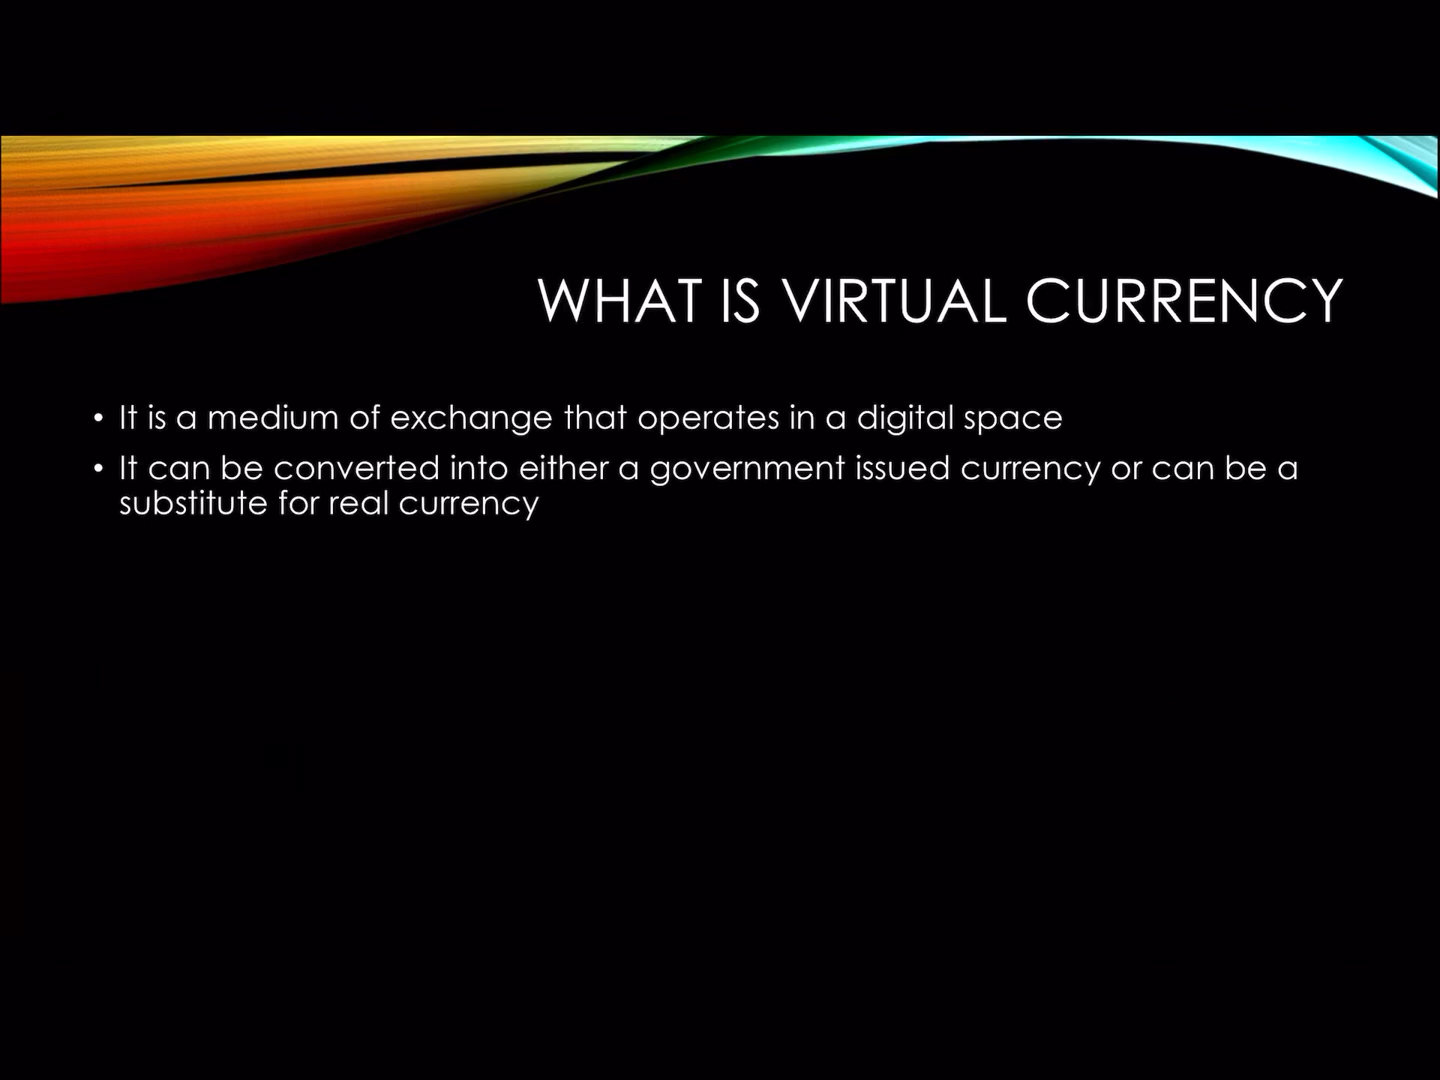 WHAT IS VIRTUAL CURRENCY
• It is a medium of exchange that operates in a digital space
• It can be converted into either a government issued currency or can be a
substitute for real currency